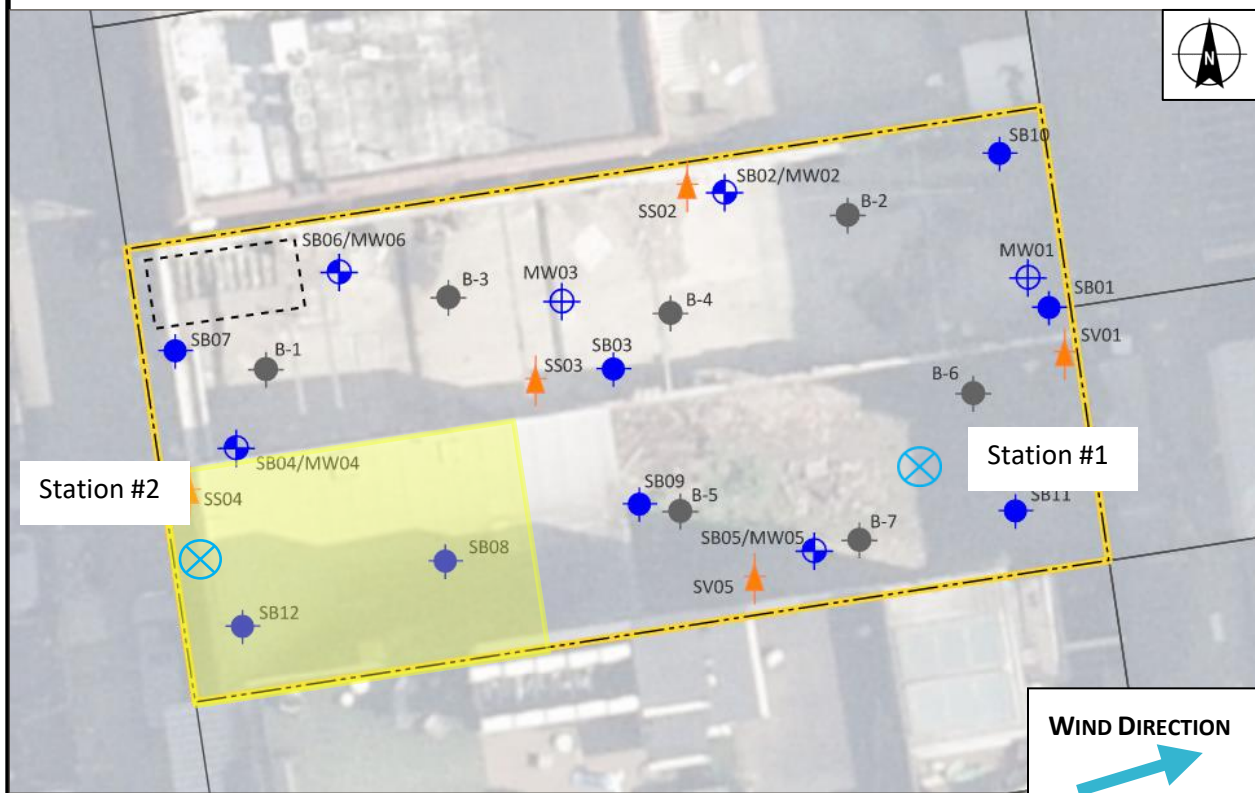 N
SB10
SB02/MW02
SS02
B-2
SB06/MW06
MW01
B-3
MW03
SB01
B-4
SV01
SB07
B-1
SB03
SS03
B-6
Station #1
SB04/MW04
Station #2
SS04
SB09
B-5
SB11
SB05/MW05
B-7
SB08
SV05
SB12
WIND DIRECTION